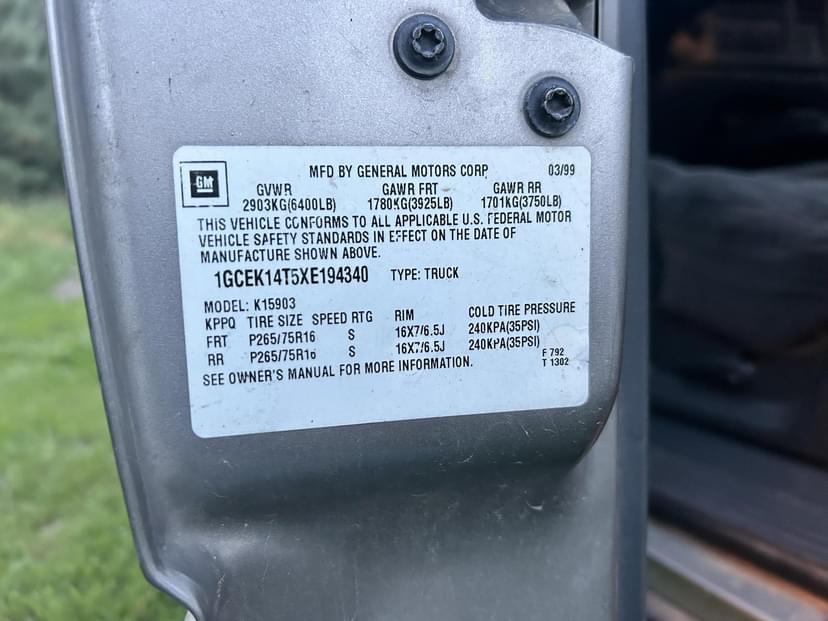 GM
MFD BY GENERAL MOTORS CORP 03/99
GVWR GAWR FRT GAWR RR
2903KG(6400LB) 1780KG(3925LB) 1701KG(3750LB)
THIS VEHICLE CONFORMS TO ALL APPLICABLE U.S. FEDERAL MOTOR
VEHICLE SAFETY STANDARDS IN EFFECT ON THE DATE OF
MANUFACTURE SHOWN ABOVE.
1GCEK14T5XE194340 TYPE: TRUCK
MODEL: K15903
KPPQ TIRE SIZE SPEED RTG RIM COLD TIRE PRESSURE
FRT P265/75R16 S 16X7/6.5J 240KPA(35PSI)
RR P265/75R16 S 16X7/6.5J 240KPA(35PSI)
SEE OWNER'S MANUAL FOR MORE INFORMATION.
F 792
T 1302